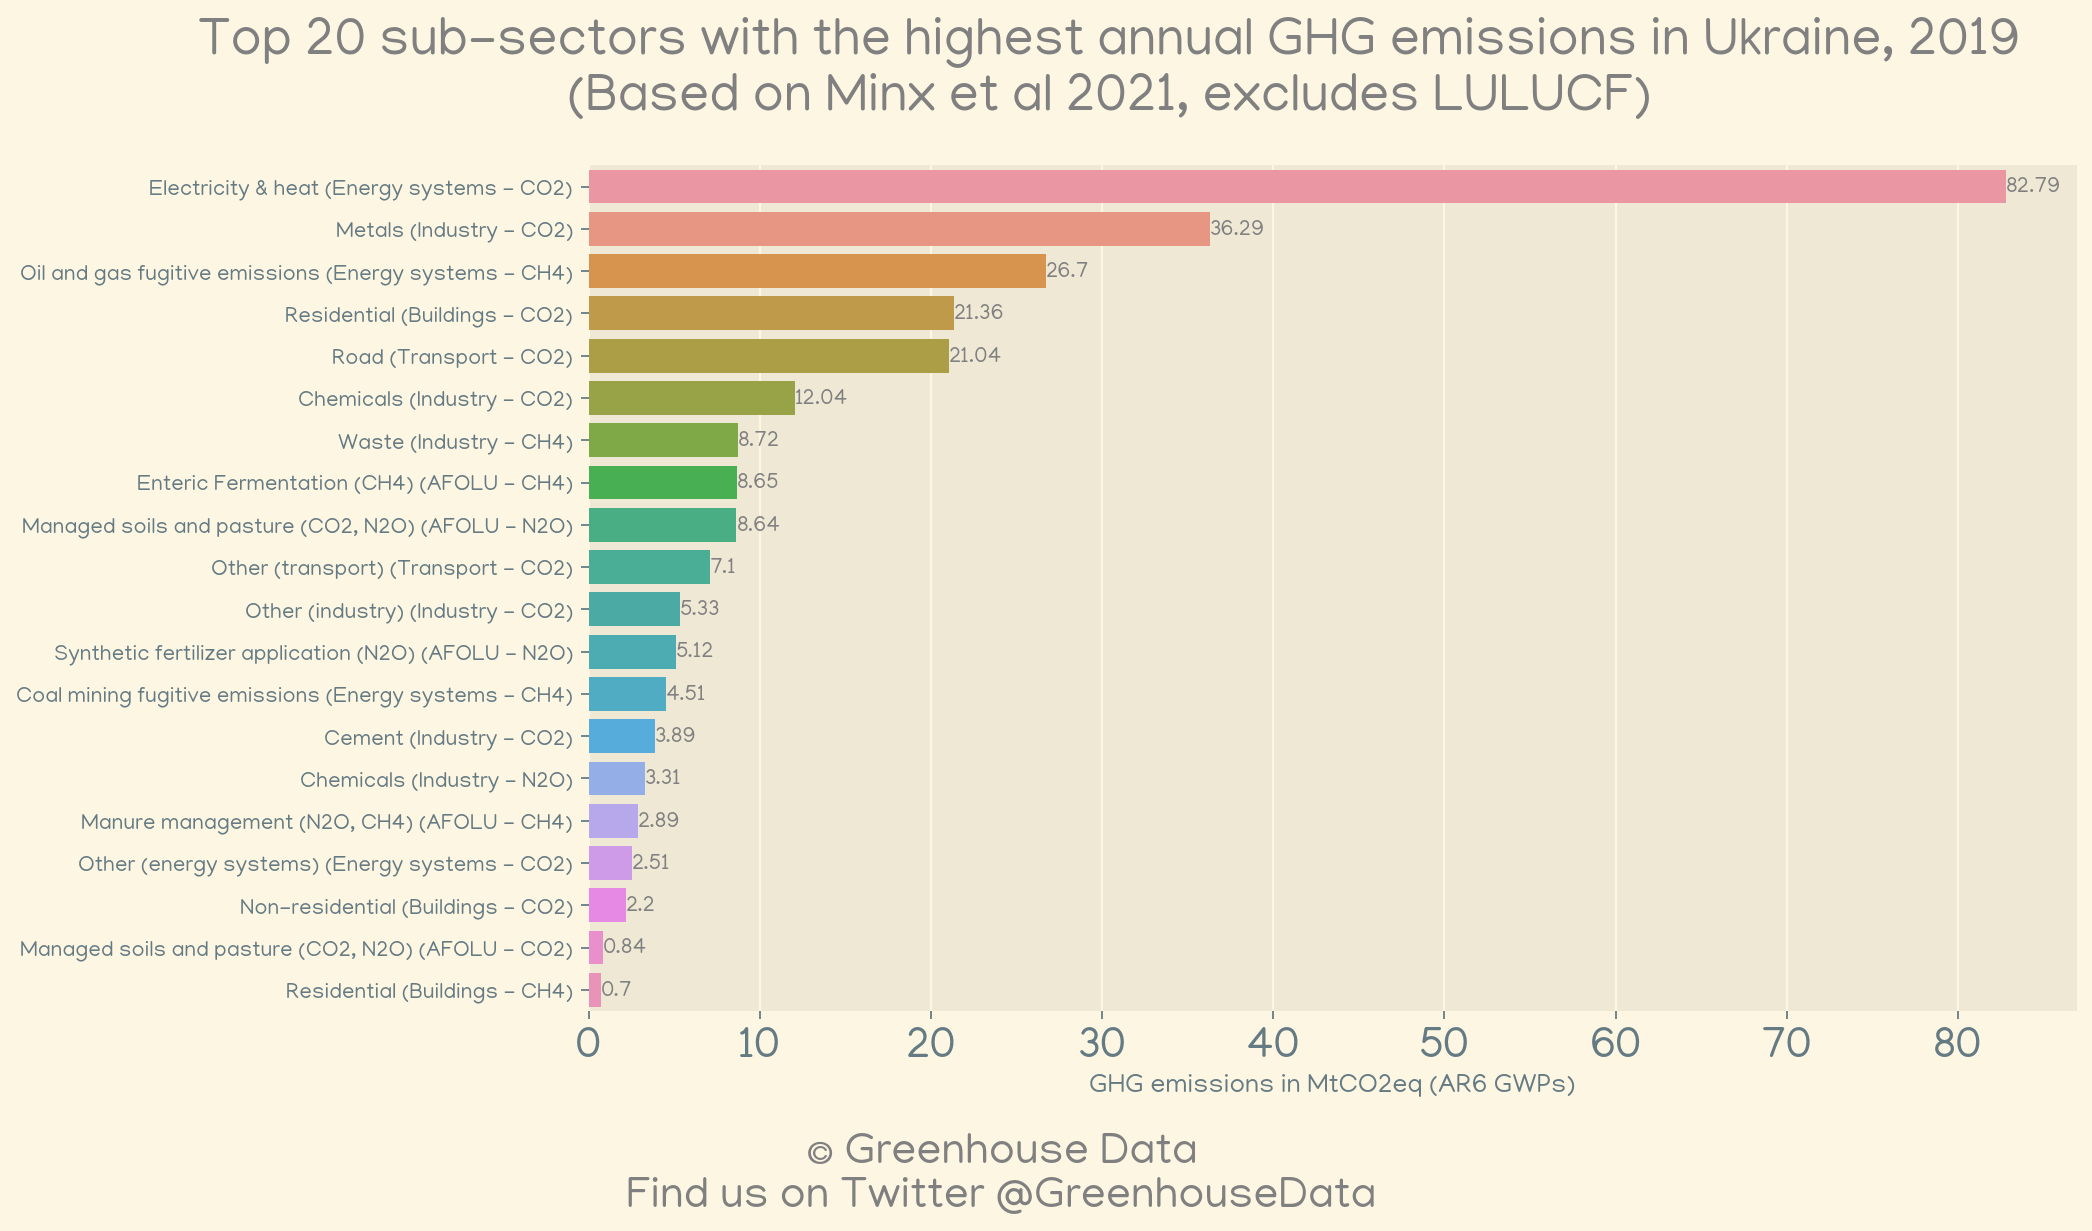 Top 20 sub-sectors with the highest annual GHG emissions in Ukraine, 2019
(Based on Minx et al 2021, excludes LULUCF)
Electricity & heat (Energy systems - CO2) 82.79
Metals (Industry - CO2) 36.29
Oil and gas fugitive emissions (Energy systems - CH4) 26.7
Residential (Buildings - CO2) 21.36
Road (Transport - CO2) 21.04
Chemicals (Industry - CO2) 12.04
Waste (Industry - CH4) 8.72
Enteric Fermentation (CH4) (AFOLU - CH4) 8.65
Managed soils and pasture (CO2, N2O) (AFOLU - N2O) 8.64
Other (transport) (Transport - CO2) 7.1
Other (industry) (Industry - CO2) 5.33
Synthetic fertilizer application (N2O) (AFOLU - N2O) 5.12
Coal mining fugitive emissions (Energy systems - CH4) 4.51
Cement (Industry - CO2) 3.89
Chemicals (Industry - N2O) 3.31
Manure management (N2O, CH4) (AFOLU - CH4) 2.89
Other (energy systems) (Energy systems - CO2) 2.51
Non-residential (Buildings - CO2) 2.2
Managed soils and pasture (CO2, N2O) (AFOLU - CO2) 0.84
Residential (Buildings - CH4) 0.7
0 10 20 30 40 50 60 70 80
GHG emissions in MtCO2eq (AR6 GWPs)
© Greenhouse Data
Find us on Twitter @GreenhouseData